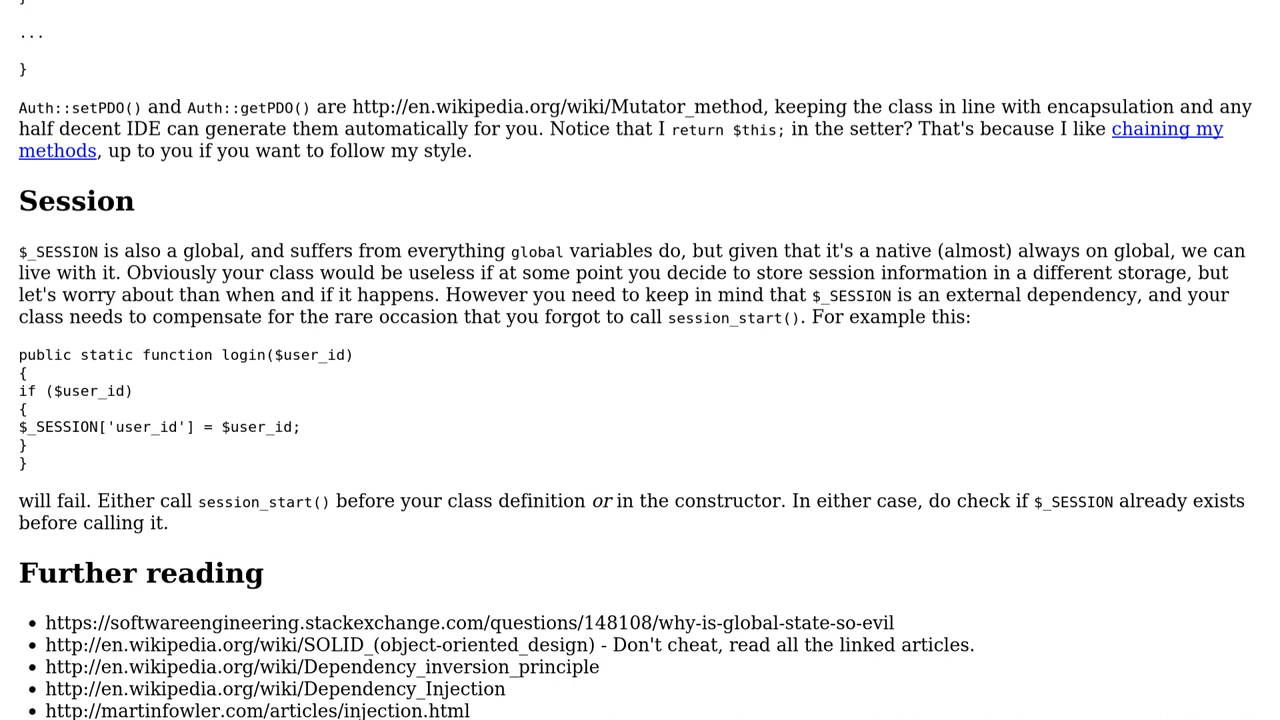 }
...
}
Auth::setPDO() and Auth::getPDO() are http://en.wikipedia.org/wiki/Mutator_method, keeping the class in line with encapsulation and any
half decent IDE can generate them automatically for you. Notice that I return $this; in the setter? That's because I like chaining my
methods, up to you if you want to follow my style.
Session
$_SESSION is also a global, and suffers from everything global variables do, but given that it's a native (almost) always on global, we can
live with it. Obviously your class would be useless if at some point you decide to store session information in a different storage, but
let's worry about than when and if it happens. However you need to keep in mind that $_SESSION is an external dependency, and your
class needs to compensate for the rare occasion that you forgot to call session_start(). For example this:
public static function login($user_id)
{
if ($user_id)
{
$_SESSION['user_id'] = $user_id;
}
}
will fail. Either call session_start() before your class definition or in the constructor. In either case, do check if $_SESSION already exists
before calling it.
Further reading
• https://softwareengineering.stackexchange.com/questions/148108/why-is-global-state-so-evil
• http://en.wikipedia.org/wiki/SOLID_(object-oriented_design) - Don't cheat, read all the linked articles.
• http://en.wikipedia.org/wiki/Dependency_inversion_principle
• http://en.wikipedia.org/wiki/Dependency_Injection
• http://martinfowler.com/articles/injection.html